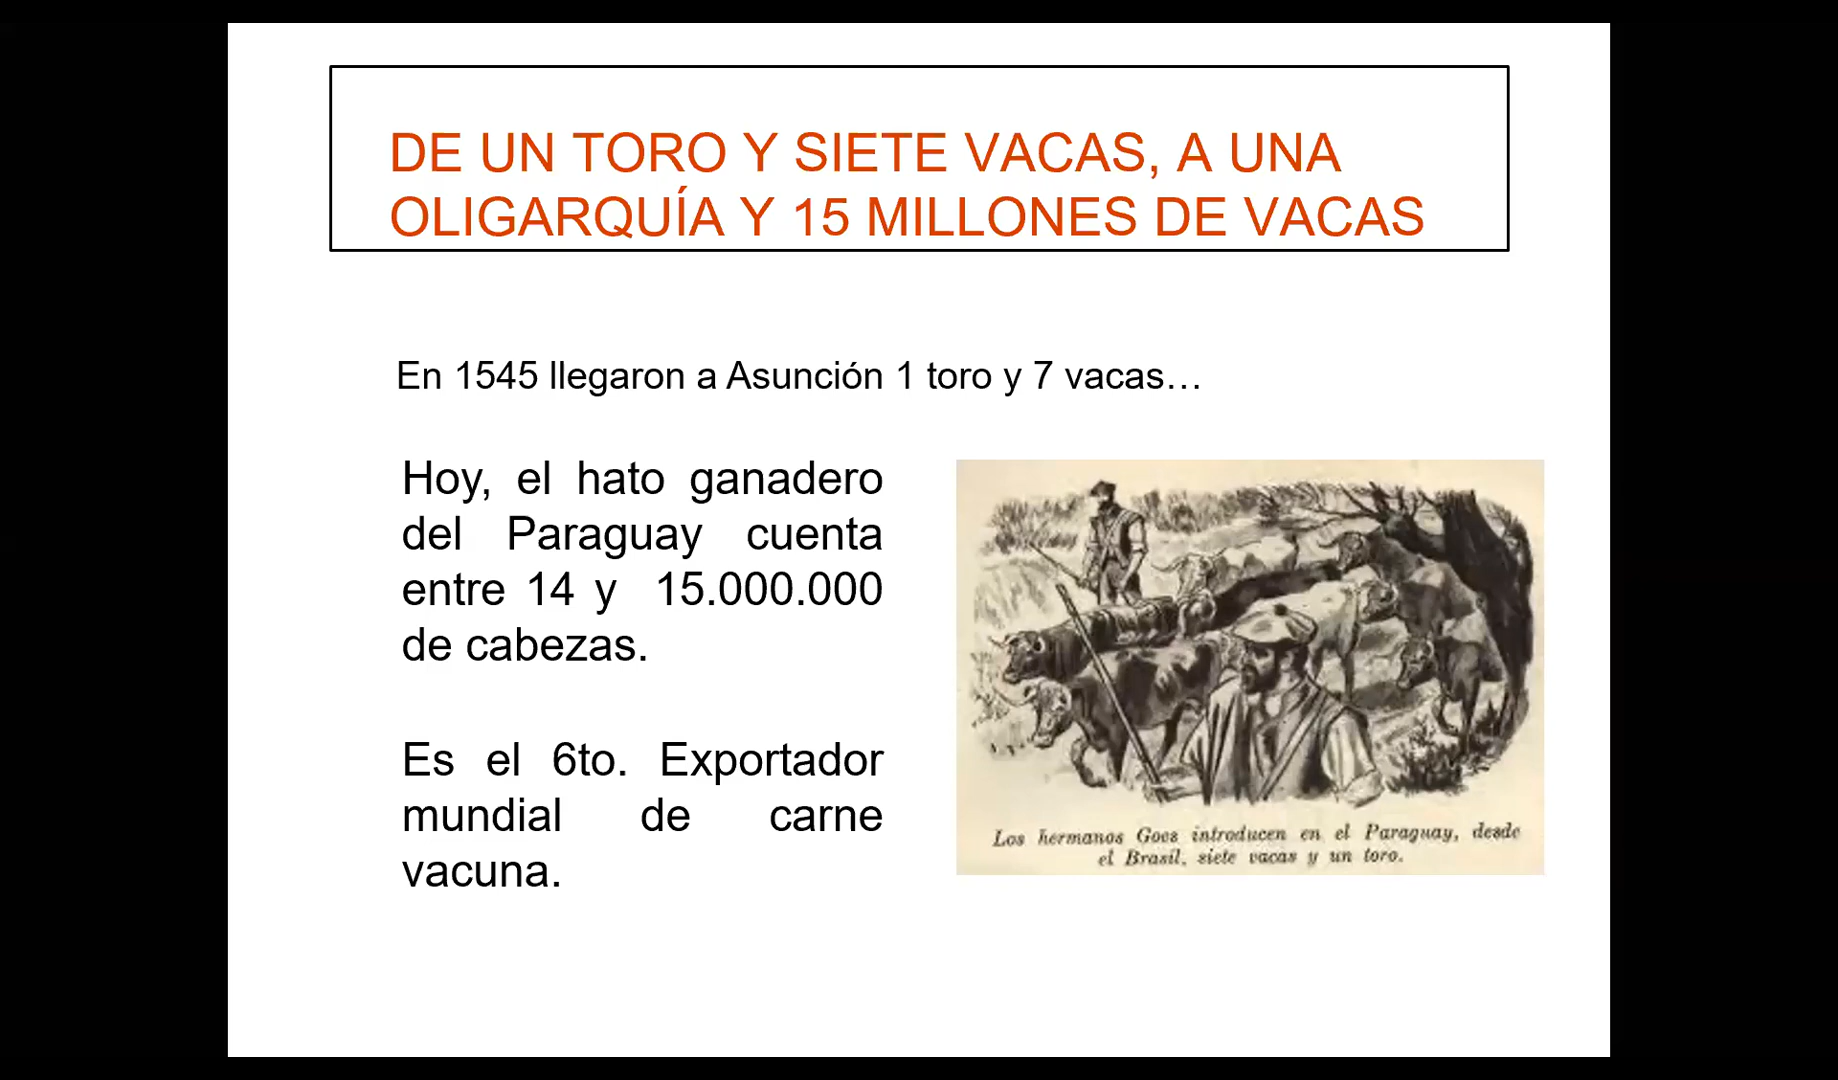 DE UN TORO Y SIETE VACAS, A UNA
OLIGARQUÍA Y 15 MILLONES DE VACAS
En 1545 llegaron a Asunción 1 toro y 7 vacas…
Hoy, el hato ganadero
del Paraguay cuenta
entre 14 y 15.000.000
de cabezas.
Es el 6to. Exportador
mundial de carne
vacuna.
Los hermanos Goes introducen en el Paraguay, desde
el Brasil, siete vacas y un toro.